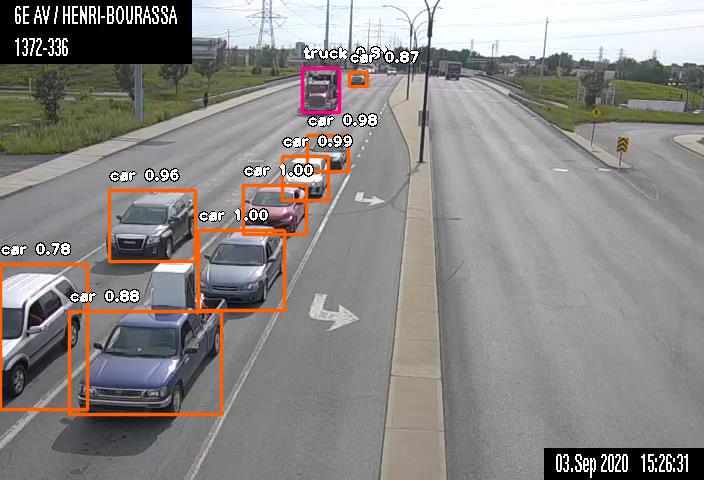 6E AV / HENRI-BOURASSA
1372-336
car 0.87
car 0.98
car 0.99
car 1.00
car 0.96
car 1.00
car 0.78
car 0.88
03.Sep 2020 15:26:31